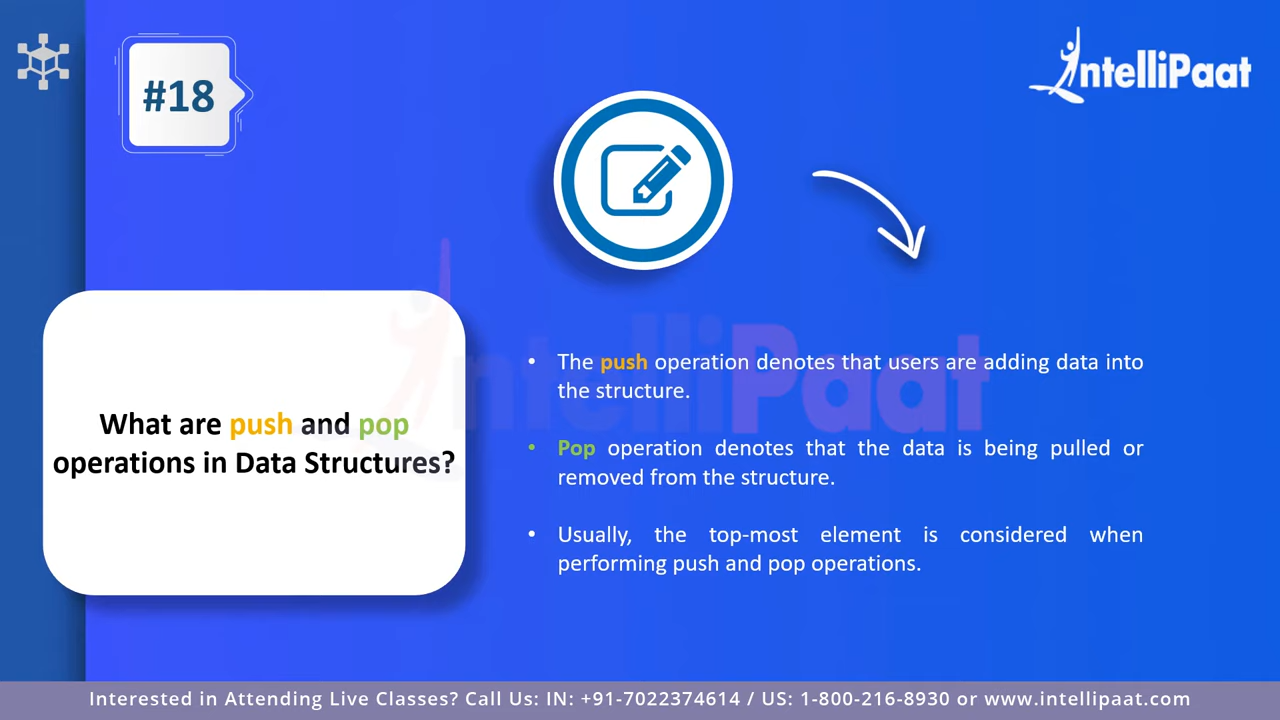 #18
IntelliPaat
What are push and pop
operations in Data Structures?
• The push operation denotes that users are adding data into
the structure.
• Pop operation denotes that the data is being pulled or
removed from the structure.
• Usually, the top-most element is considered when
performing push and pop operations.
IntelliPaat
Interested in Attending Live Classes? Call Us: IN: +91-7022374614 / US: 1-800-216-8930 or www.intellipaat.com